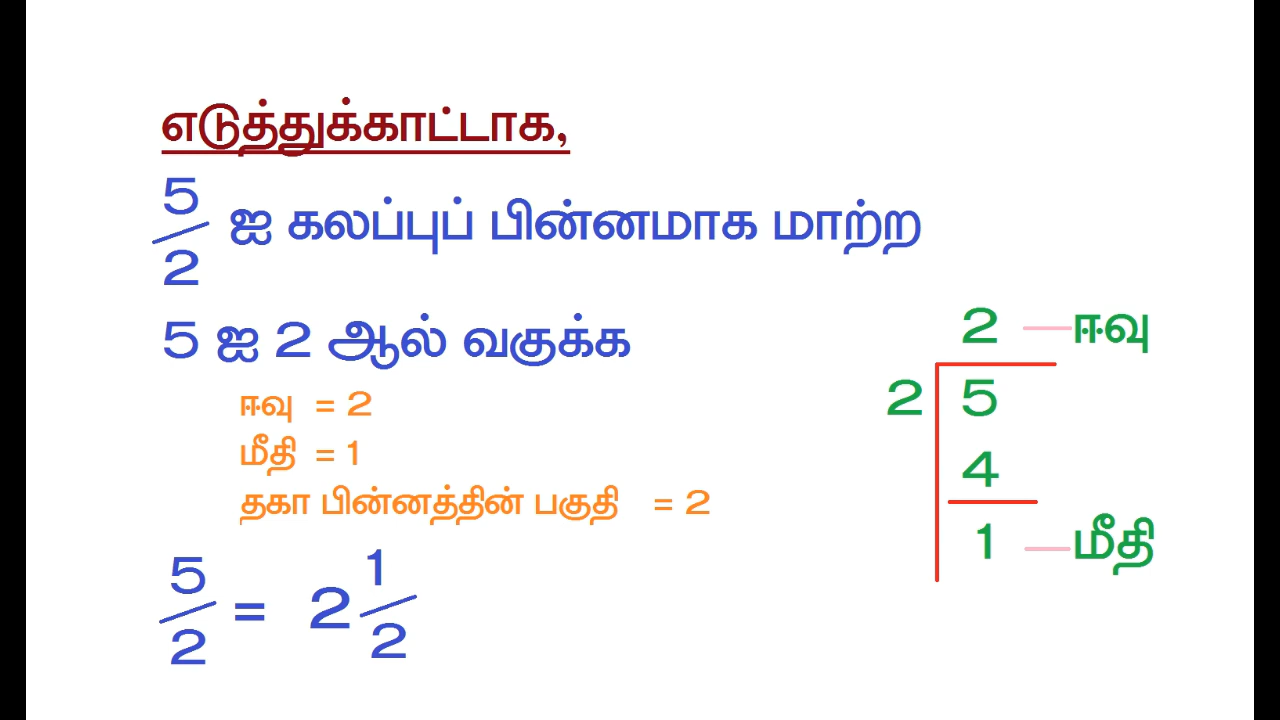 எடுத்துக்காட்டாக,
5/2 ஐ கலப்புப் பின்னமாக மாற்ற
5 ஐ 2 ஆல் வகுக்க
ஈவு = 2
மீதி = 1
தகா பின்னத்தின் பகுதி = 2
5/2 = 2 1/2
2 — ஈவு
2 5
4
1 — மீதி